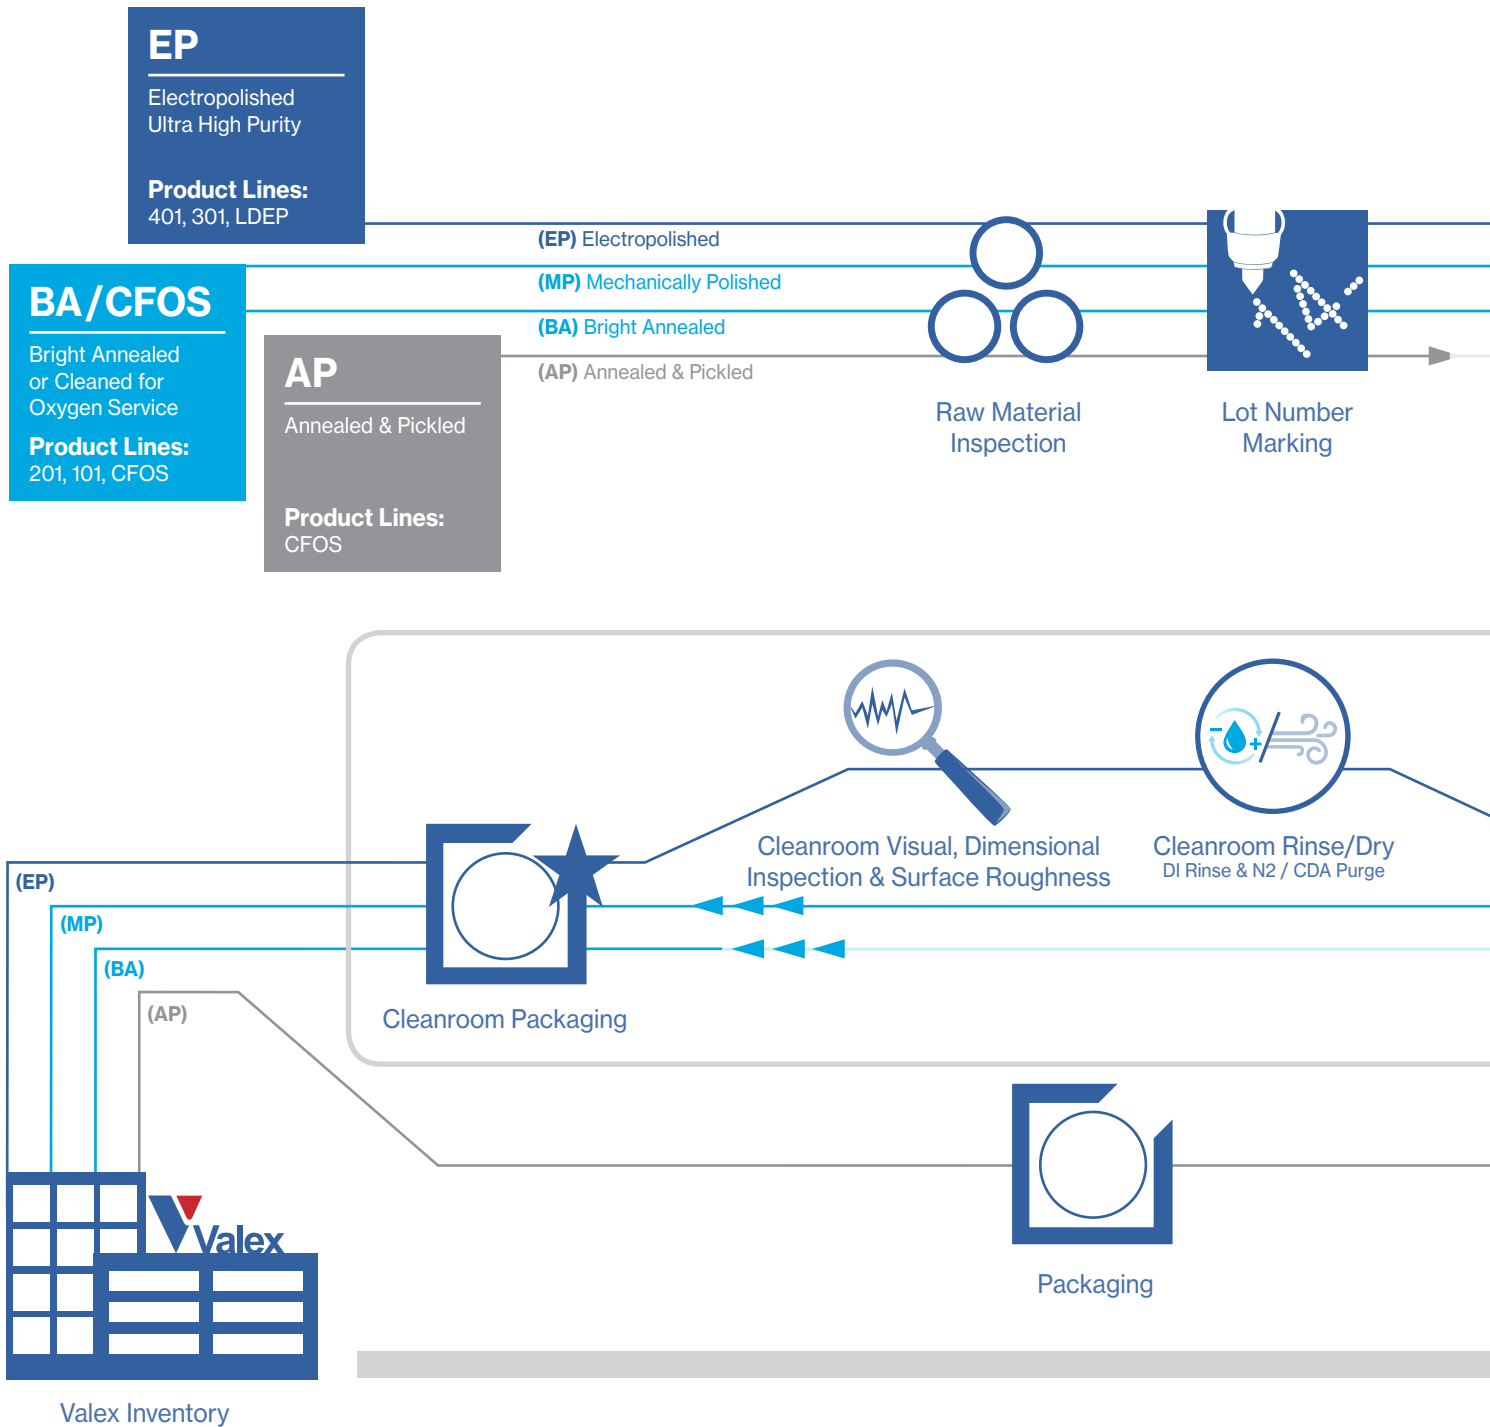 EP
Electropolished
Ultra High Purity
Product Lines:
401, 301, LDEP
BA/CFOS
Bright Annealed
or Cleaned for
Oxygen Service
Product Lines:
201, 101, CFOS
AP
Annealed & Pickled
Product Lines:
CFOS
(EP) Electropolished
(MP) Mechanically Polished
(BA) Bright Annealed
(AP) Annealed & Pickled
Raw Material
Inspection
Lot Number
Marking
Cleanroom Visual, Dimensional
Inspection & Surface Roughness
Cleanroom Rinse/Dry
DI Rinse & N2 / CDA Purge
(EP)
(MP)
(BA)
(AP)
Cleanroom Packaging
Packaging
Valex
Valex Inventory